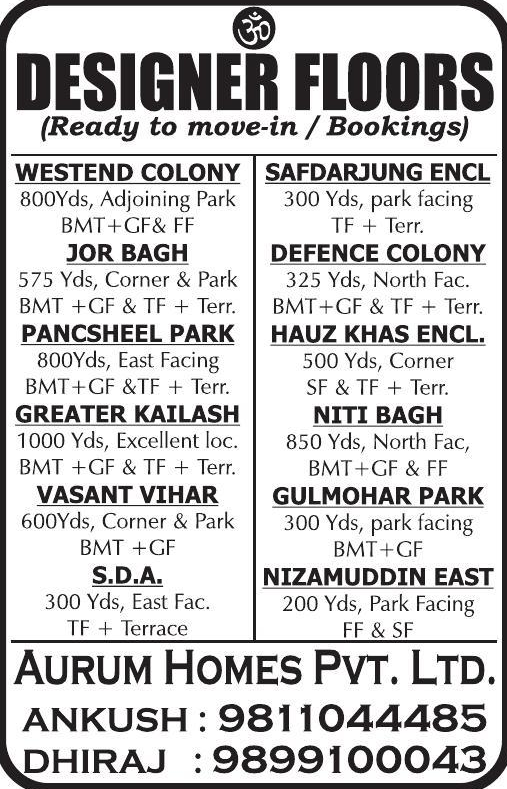 ॐ
DESIGNER FLOORS
(Ready to move-in / Bookings)
WESTEND COLONY
800Yds, Adjoining Park
BMT+GF& FF
JOR BAGH
575 Yds, Corner & Park
BMT +GF & TF + Terr.
PANCSHEEL PARK
800Yds, East Facing
BMT+GF &TF + Terr.
GREATER KAILASH
1000 Yds, Excellent loc.
BMT +GF & TF + Terr.
VASANT VIHAR
600Yds, Corner & Park
BMT +GF
S.D.A.
300 Yds, East Fac.
TF + Terrace
SAFDARJUNG ENCL
300 Yds, park facing
TF + Terr.
DEFENCE COLONY
325 Yds, North Fac.
BMT+GF & TF + Terr.
HAUZ KHAS ENCL.
500 Yds, Corner
SF & TF + Terr.
NITI BAGH
850 Yds, North Fac,
BMT+GF & FF
GULMOHAR PARK
300 Yds, park facing
BMT+GF
NIZAMUDDIN EAST
200 Yds, Park Facing
FF & SF
AURUM HOMES PVT. LTD.
ANKUSH : 9811044485
DHIRAJ : 9899100043